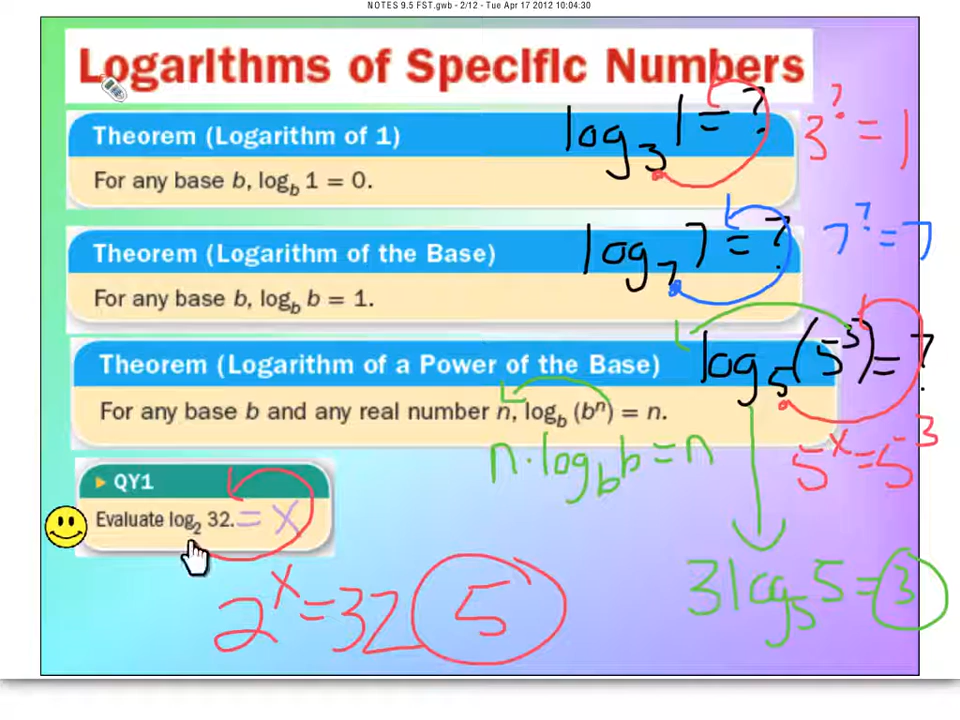 NOTES 9.5 FST.gwb - 2/12 - Tue Apr 17 2012 10:04:30
Logarithms of Specific Numbers
Theorem (Logarithm of 1)
For any base b, log_b 1 = 0.
log_3 1 = ?
3^? = 1
Theorem (Logarithm of the Base)
For any base b, log_b b = 1.
log_7 7 = ?
7^? = 7
Theorem (Logarithm of a Power of the Base)
For any base b and any real number n, log_b (b^n) = n.
log_5 (5^3) = ?
n · log_b b = n
5^x = 5^3
QY1
Evaluate log_2 32. = x
2^x = 32 5
3 log_5 5 = 3